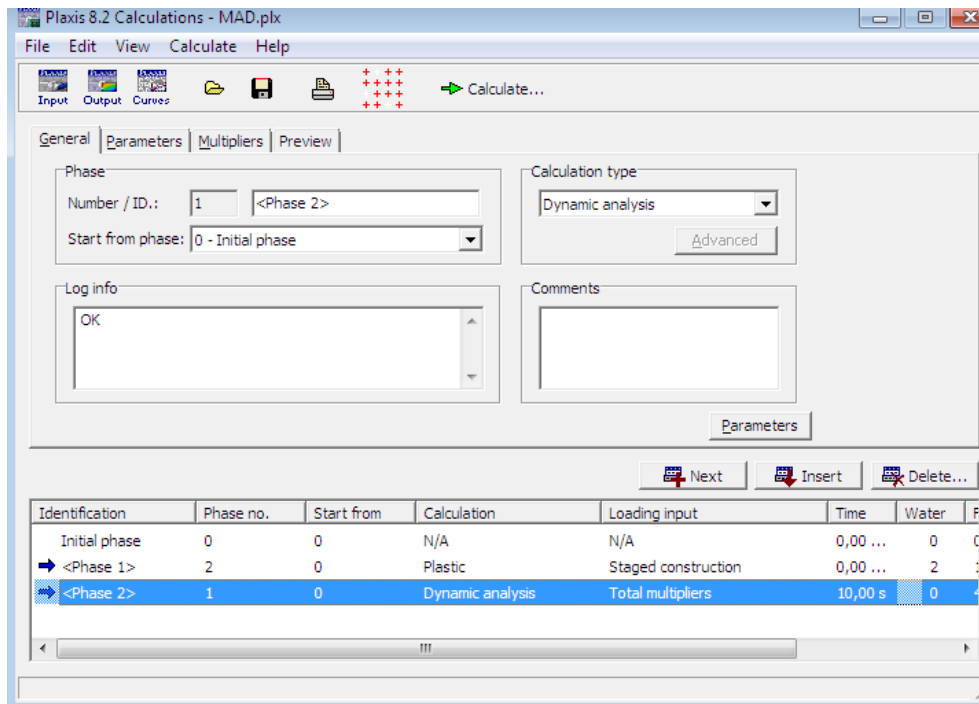 Plaxis 8.2 Calculations - MAD.plx
File Edit View Calculate Help
Input Output Curves Calculate...
General Parameters Multipliers Preview
Phase
Number / ID.: 1 <Phase 2>
Start from phase: 0 - Initial phase
Calculation type
Dynamic analysis
Advanced
Log info
OK
Comments
Parameters
Next Insert Delete...
Identification Phase no. Start from Calculation Loading input Time Water F
Initial phase 0 0 N/A N/A 0,00 ... 0
<Phase 1> 2 0 Plastic Staged construction 0,00 ... 2
<Phase 2> 1 0 Dynamic analysis Total multipliers 10,00 s 0